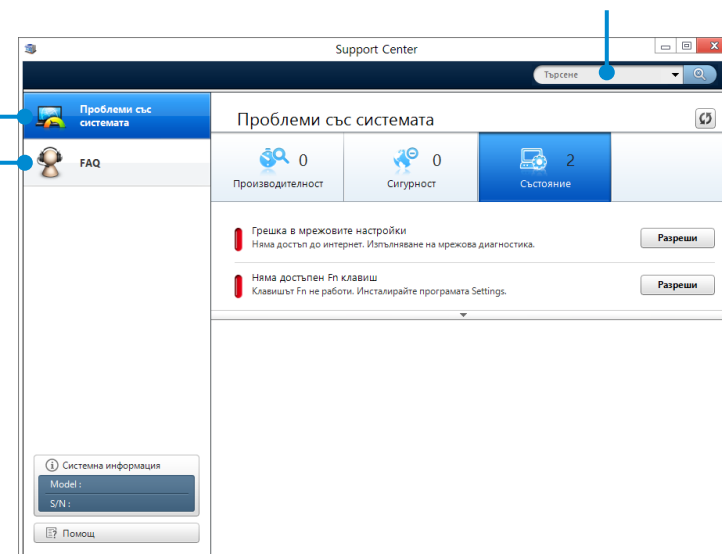 Support Center
Търсене
Проблеми със
системата
FAQ
Проблеми със системата
0
Производителност
0
Сигурност
2
Състояние
Грешка в мрежовите настройки
Няма достъп до интернет. Изпълняване на мрежова диагностика.
Разреши
Няма достъпен Fn клавиш
Клавишът Fn не работи. Инсталирайте програмата Settings.
Разреши
Системна информация
Model :
S/N :
Помощ